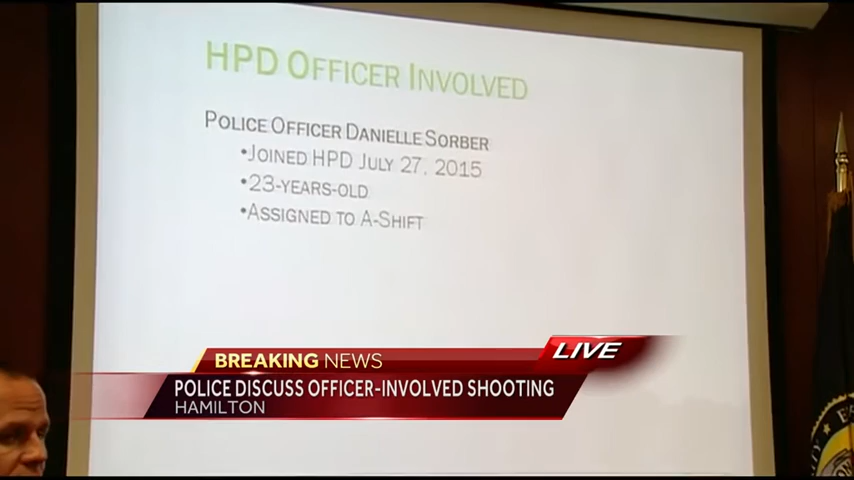 HPD OFFICER INVOLVED
POLICE OFFICER DANIELLE SORBER
•JOINED HPD JULY 27, 2015
•23-YEARS-OLD
•ASSIGNED TO A-SHIFT
BREAKING NEWS
LIVE
POLICE DISCUSS OFFICER-INVOLVED SHOOTING
HAMILTON